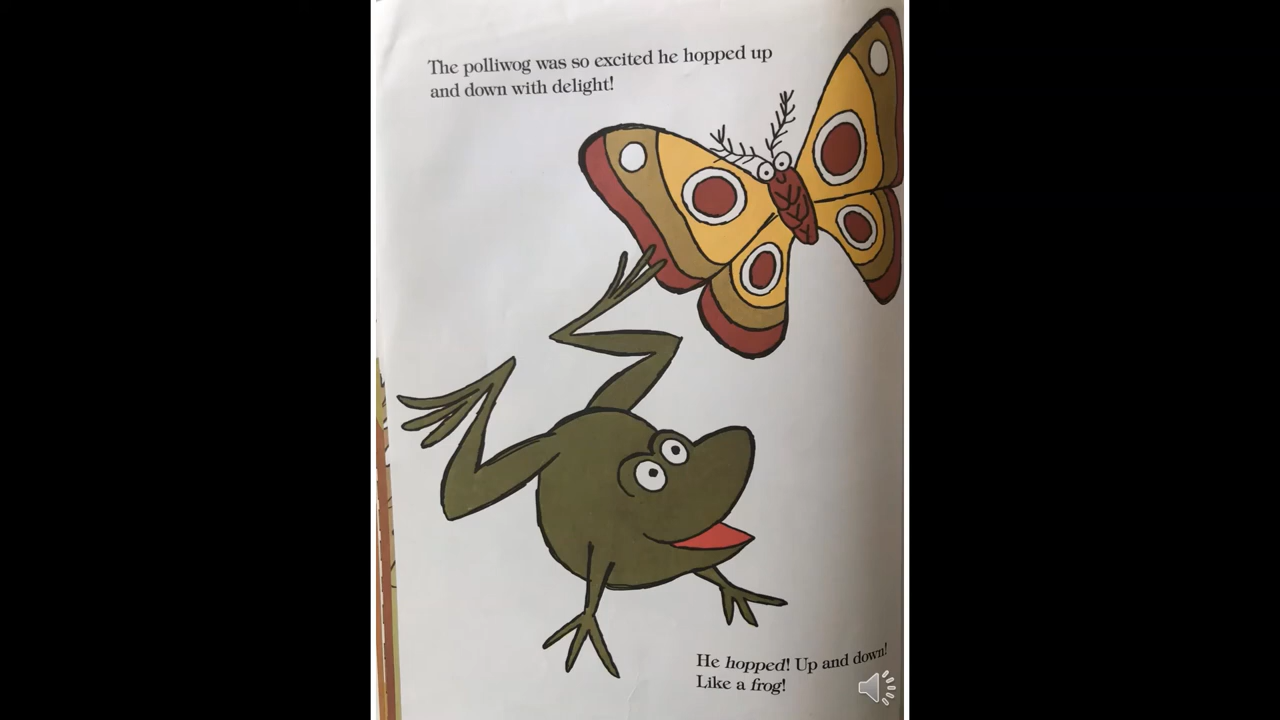 The polliwog was so excited he hopped up
and down with delight!
He hopped! Up and down!
Like a frog!